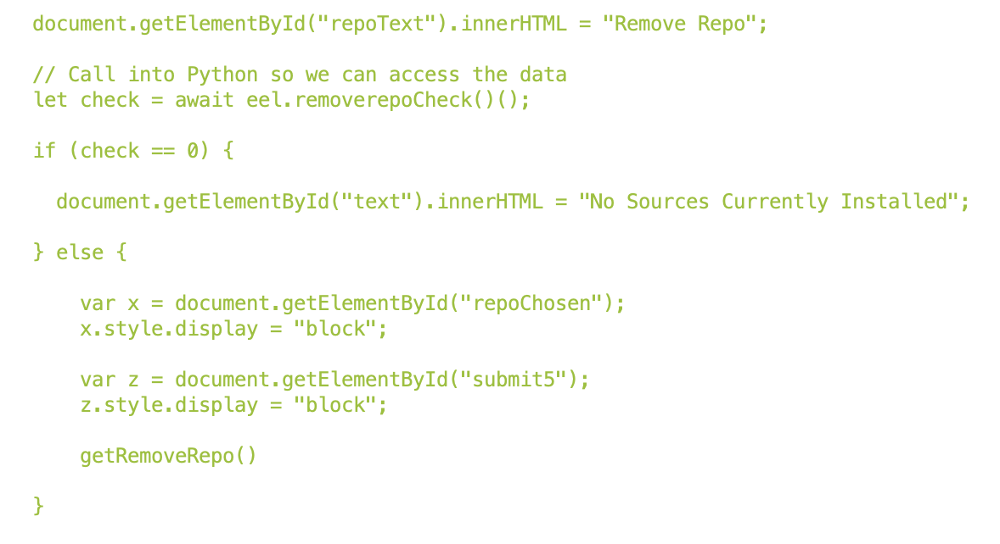 document.getElementById("repoText").innerHTML = "Remove Repo";
// Call into Python so we can access the data
let check = await eel.removerepoCheck()();
if (check == 0) {
document.getElementById("text").innerHTML = "No Sources Currently Installed";
} else {
var x = document.getElementById("repoChosen");
x.style.display = "block";
var z = document.getElementById("submit5");
z.style.display = "block";
getRemoveRepo()
}